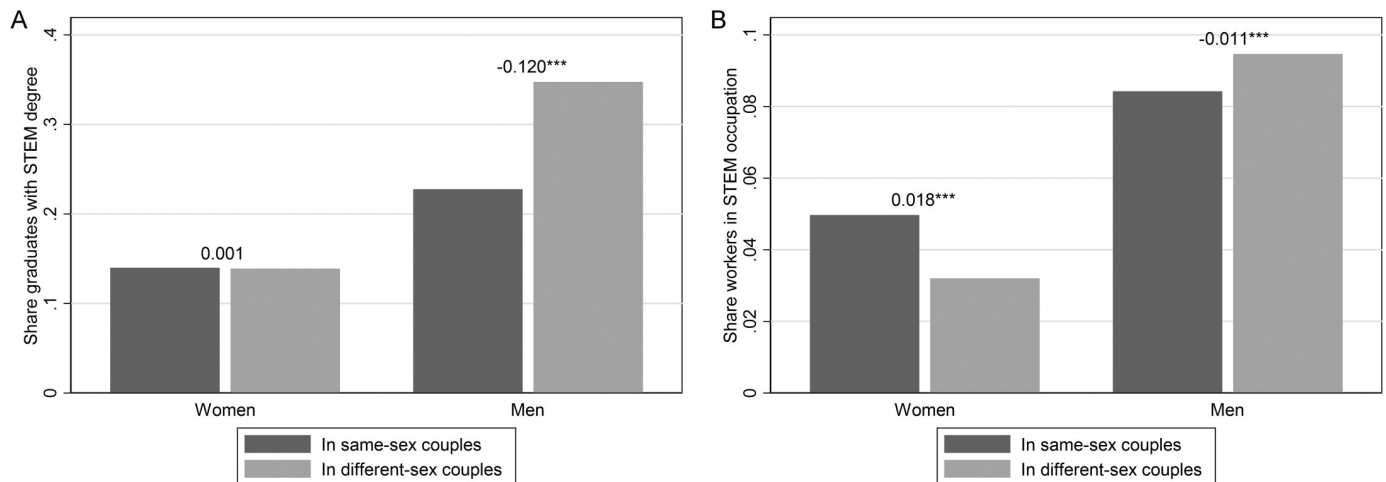 A
Share graduates with STEM degree
.4
.3
.2
.1
0
0.001
-0.120***
Women
Men
In same-sex couples
In different-sex couples
B
Share workers in STEM occupation
.1
.08
.06
.04
.02
0
0.018***
-0.011***
Women
Men
In same-sex couples
In different-sex couples